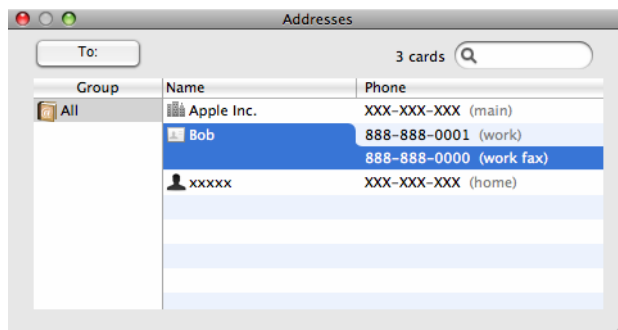 Addresses
To:
3 cards
Group Name Phone
All Apple Inc. XXX-XXX-XXX (main)
Bob 888-888-0001 (work)
888-888-0000 (work fax)
xxxxx XXX-XXX-XXX (home)